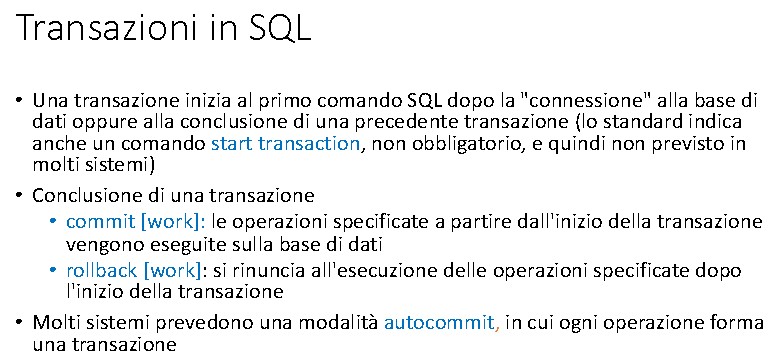 Transazioni in SQL
• Una transazione inizia al primo comando SQL dopo la "connessione" alla base di
dati oppure alla conclusione di una precedente transazione (lo standard indica
anche un comando start transaction, non obbligatorio, e quindi non previsto in
molti sistemi)
• Conclusione di una transazione
• commit [work]: le operazioni specificate a partire dall'inizio della transazione
vengono eseguite sulla base di dati
• rollback [work]: si rinuncia all'esecuzione delle operazioni specificate dopo
l'inizio della transazione
• Molti sistemi prevedono una modalità autocommit, in cui ogni operazione forma
una transazione